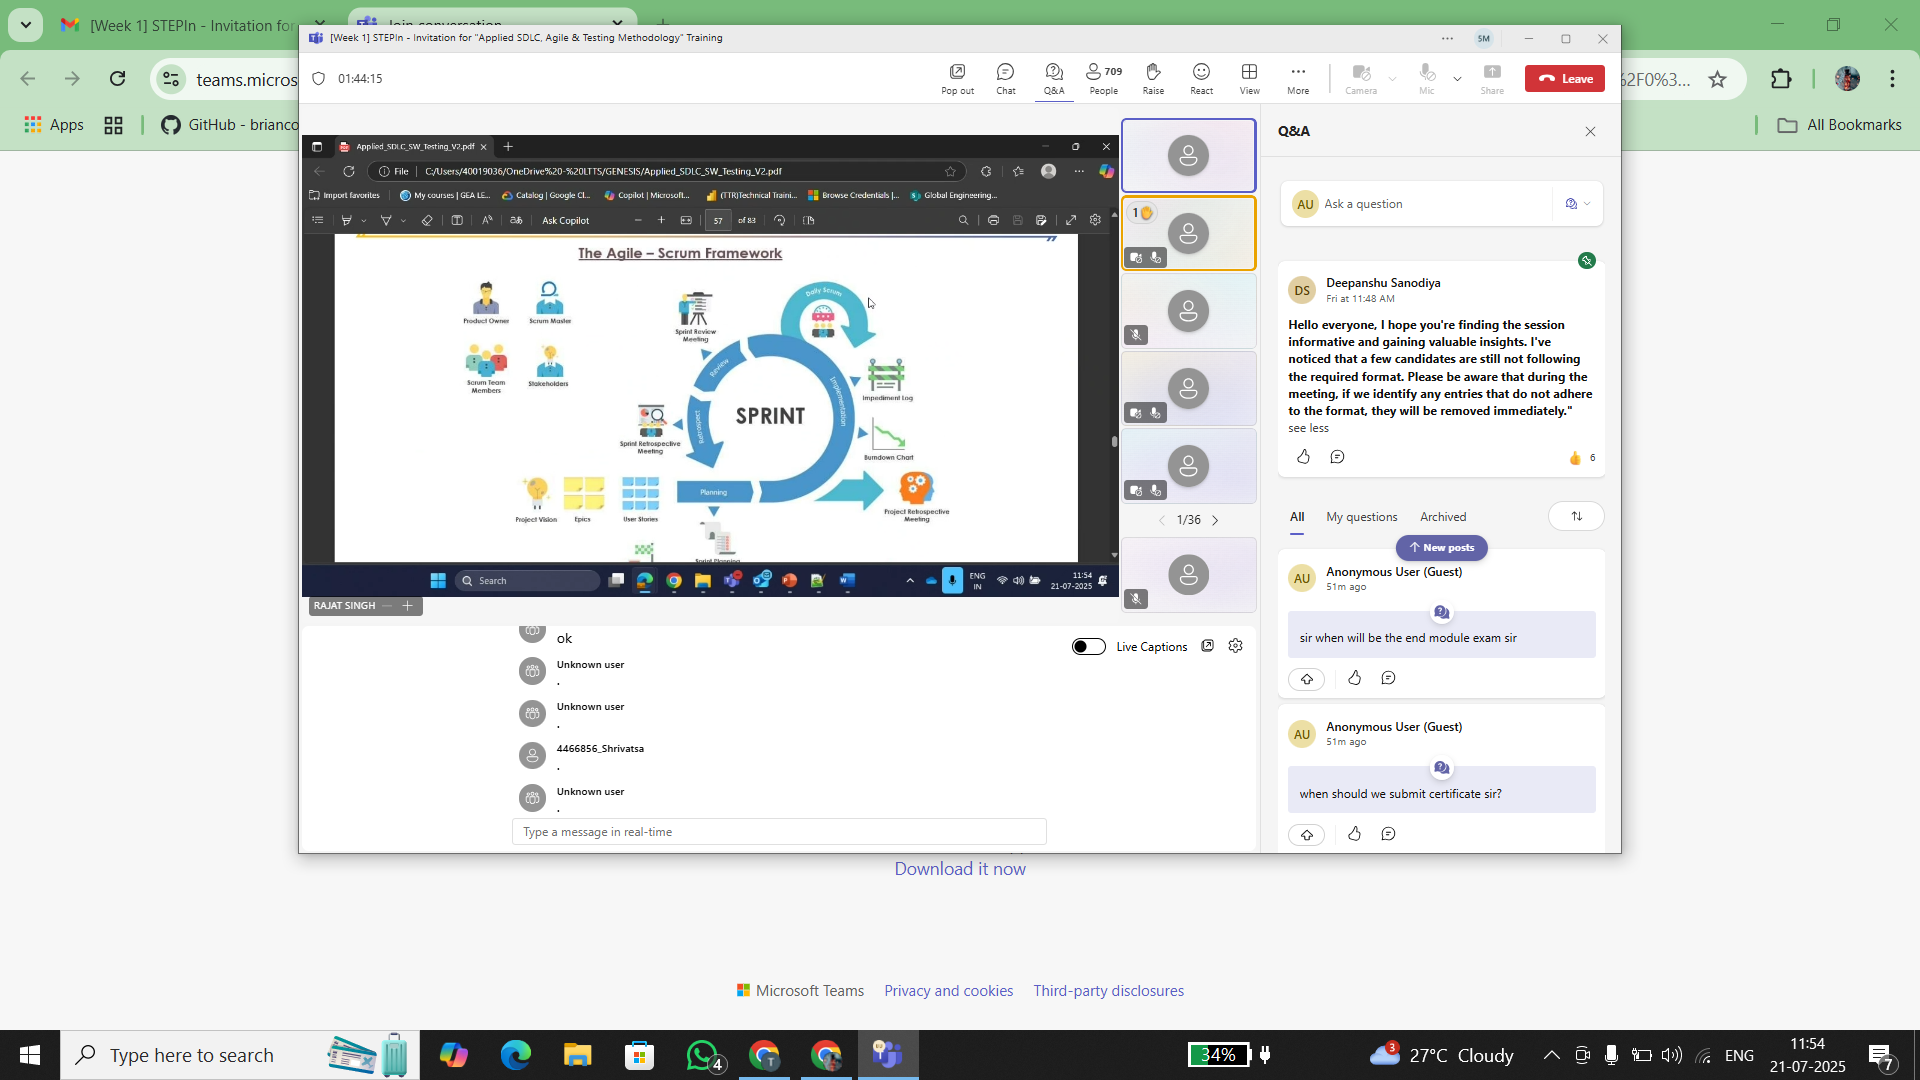 [Week 1] STEPIn - Invitation for
Join conversation
teams.micros
2F0%3...
Apps
GitHub - brianco
All Bookmarks
[Week 1] STEPIn - Invitation for "Applied SDLC, Agile & Testing Methodology" Training
SM
01:44:15
Pop out
Chat
Q&A
709
People
Raise
React
View
More
Camera
Mic
Share
Leave
Applied_SDLC_SW_Testing_V2.pdf
File
C:/Users/40019036/OneDrive%20-%20LTTS/GENESIS/Applied_SDLC_SW_Testing_V2.pdf
Import favorites
My courses | GEA LE...
Catalog | Google Cl...
Copilot | Microsoft...
(TTR)Technical Traini...
Browse Credentials |...
Global Engineering...
Ask Copilot
57
of 83
The Agile – Scrum Framework
Product Owner
Scrum Master
Scrum Team
Members
Stakeholders
Sprint Review
Meeting
Daily Scrum
Review
Implementation
Retrospect
SPRINT
Impediment Log
Sprint Retrospective
Meeting
Burndown Chart
Planning
Project Vision
Epics
User Stories
Project Retrospective
Meeting
Sprint Planning
Search
ENG
IN
11:54
21-07-2025
RAJAT SINGH
1
1/36
ok
Unknown user
.
Unknown user
.
4466856_Shrivatsa
.
Unknown user
.
Live Captions
Type a message in real-time
Q&A
AU
Ask a question
DS
Deepanshu Sanodiya
Fri at 11:48 AM
Hello everyone, I hope you're finding the session
informative and gaining valuable insights. I've
noticed that a few candidates are still not following
the required format. Please be aware that during the
meeting, if we identify any entries that do not adhere
to the format, they will be removed immediately."
see less
6
All
My questions
Archived
New posts
AU
Anonymous User (Guest)
51m ago
sir when will be the end module exam sir
AU
Anonymous User (Guest)
51m ago
when should we submit certificate sir?
Download it now
Microsoft Teams
Privacy and cookies
Third-party disclosures
Type here to search
4
T
34%
3
27°C Cloudy
ENG
11:54
21-07-2025
7